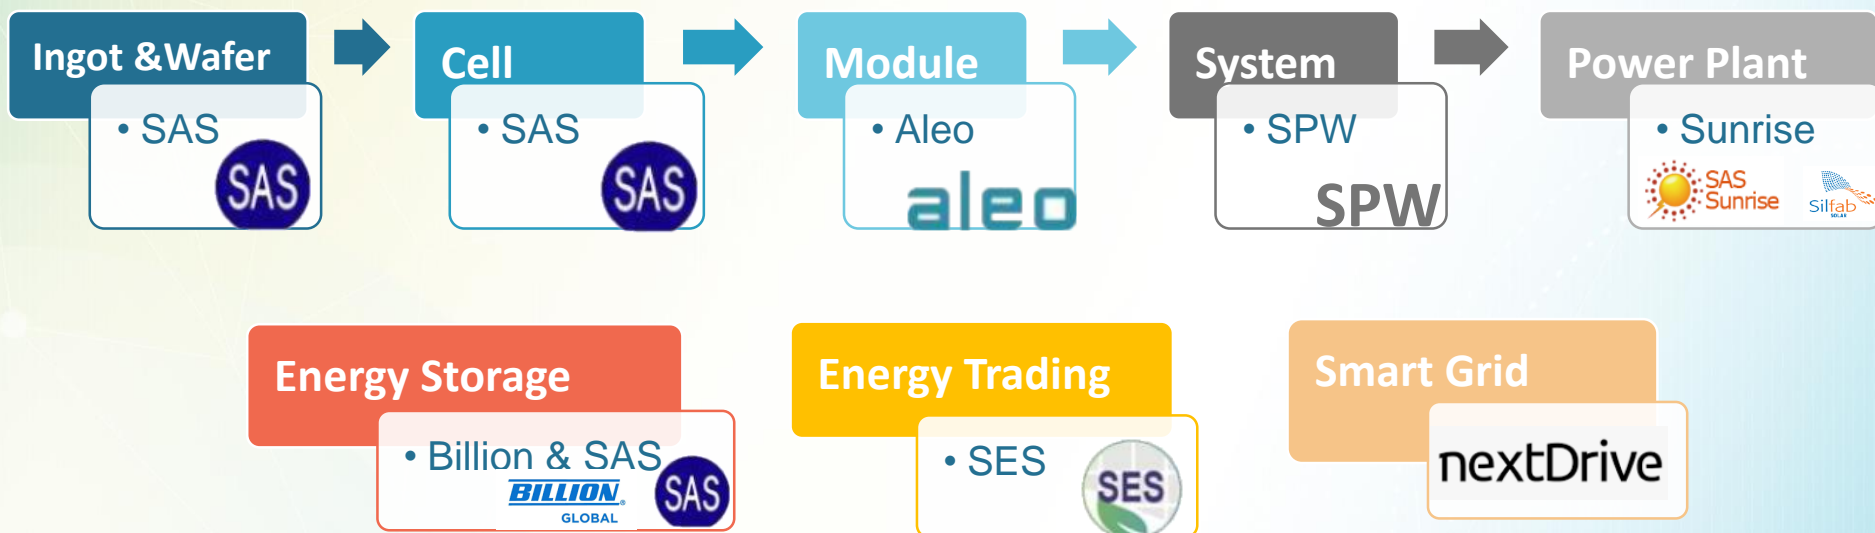 Ingot &Wafer
• SAS
SAS
Cell
• SAS
SAS
Module
• Aleo
aleo
System
• SPW
SPW
Power Plant
• Sunrise
SAS
Sunrise
Silfab
SOLAR
Energy Storage
• Billion & SAS
BILLION®
GLOBAL
SAS
Energy Trading
• SES
SES
Smart Grid
nextDrive